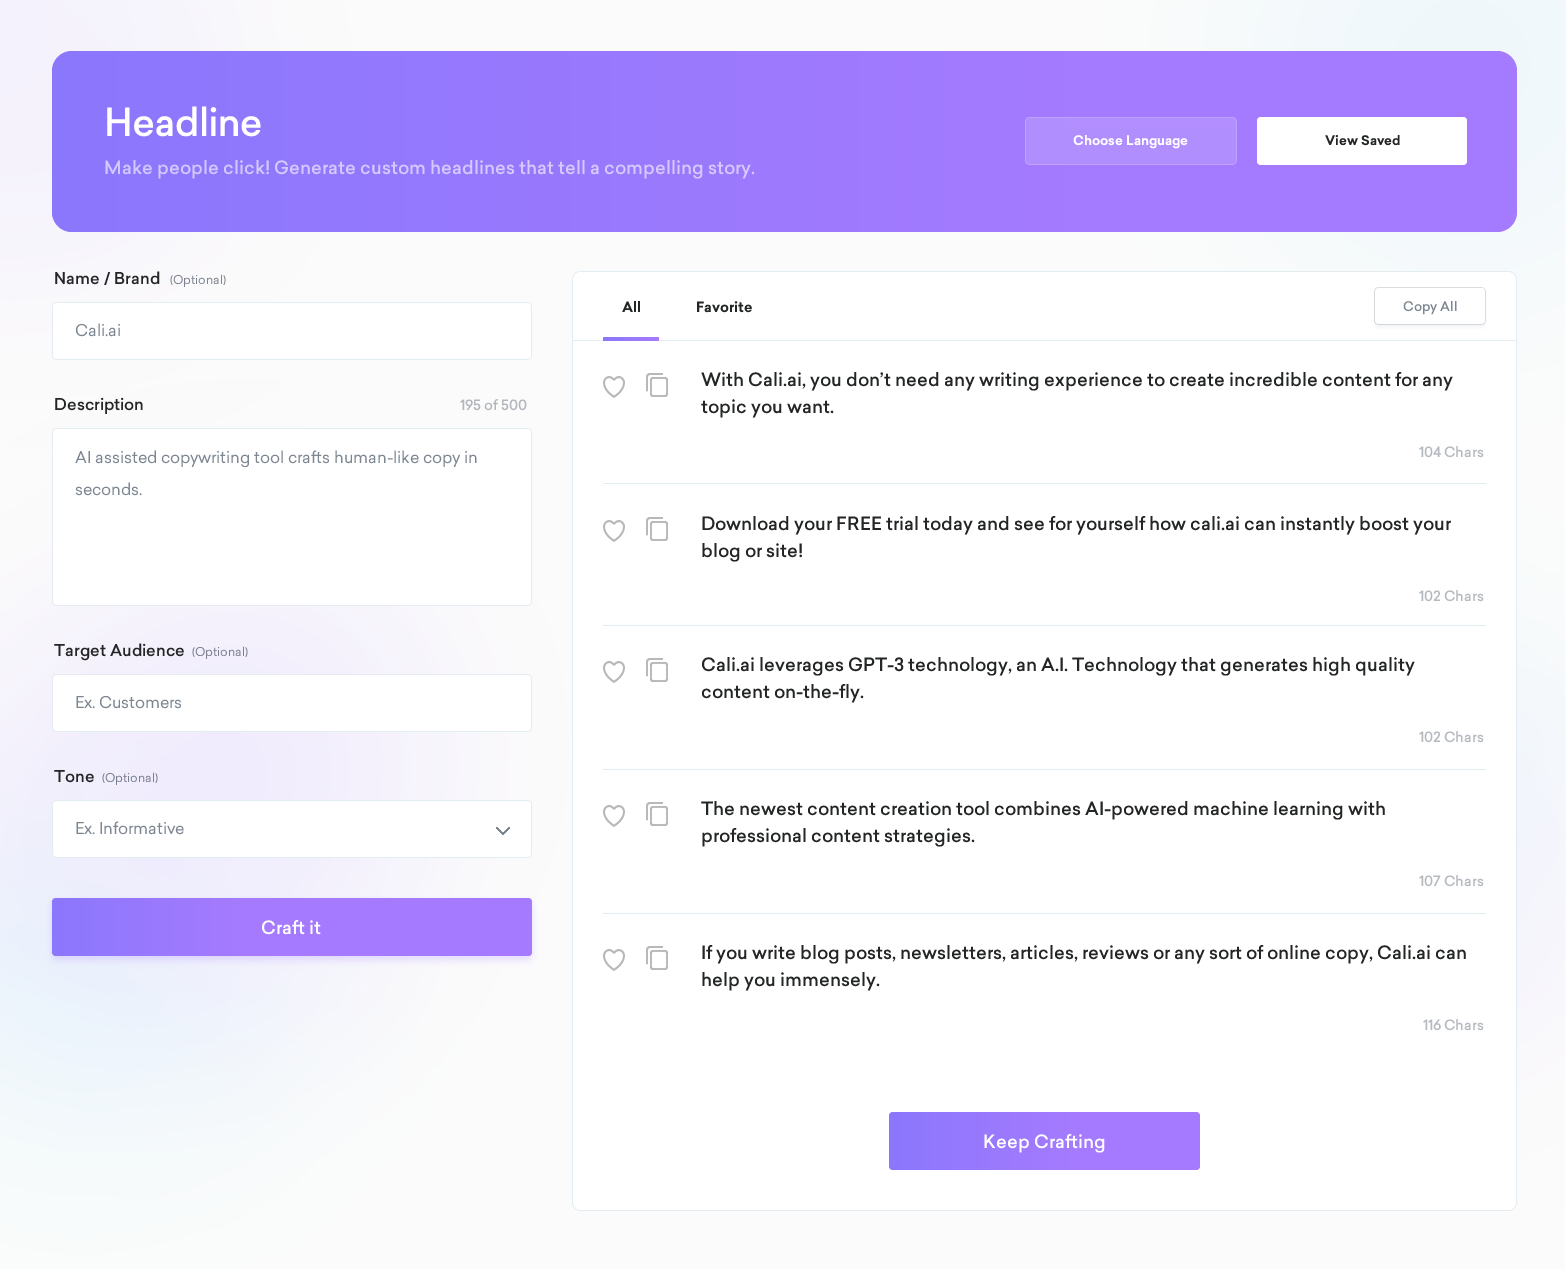 Headline
Make people click! Generate custom headlines that tell a compelling story.
Choose Language
View Saved
Name / Brand (Optional)
Cali.ai
Description
195 of 500
AI assisted copywriting tool crafts human-like copy in
seconds.
Target Audience (Optional)
Ex. Customers
Tone (Optional)
Ex. Informative
Craft it
All
Favorite
Copy All
With Cali.ai, you don’t need any writing experience to create incredible content for any
topic you want.
104 Chars
Download your FREE trial today and see for yourself how cali.ai can instantly boost your
blog or site!
102 Chars
Cali.ai leverages GPT-3 technology, an A.I. Technology that generates high quality
content on-the-fly.
102 Chars
The newest content creation tool combines AI-powered machine learning with
professional content strategies.
107 Chars
If you write blog posts, newsletters, articles, reviews or any sort of online copy, Cali.ai can
help you immensely.
116 Chars
Keep Crafting